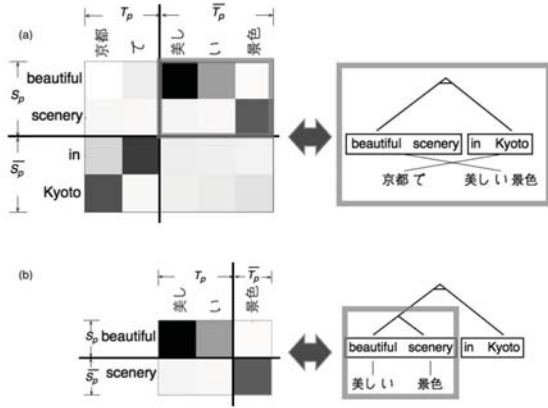 (a)
T_p
T̅_p
京都
で
美し
い
景色
S_p
S̅_p
beautiful
scenery
in
Kyoto
beautiful scenery in Kyoto
京都 で 美し い 景色
(b)
T_p
T̅_p
美し
い
景色
S_p beautiful
S̅_p scenery
beautiful scenery in Kyoto
美し い 景色